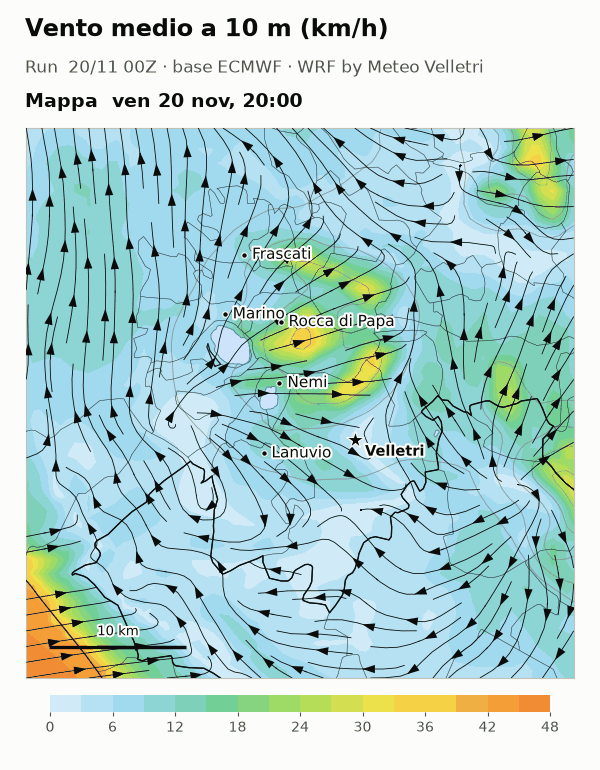 Vento medio a 10 m (km/h)
Run  20/11 00Z · base ECMWF · WRF by Meteo Velletri
Mappa  ven 20 nov, 20:00
Frascati
Marino
Rocca di Papa
Nemi
Velletri
Lanuvio
10 km
0 6 12 18 24 30 36 42 48